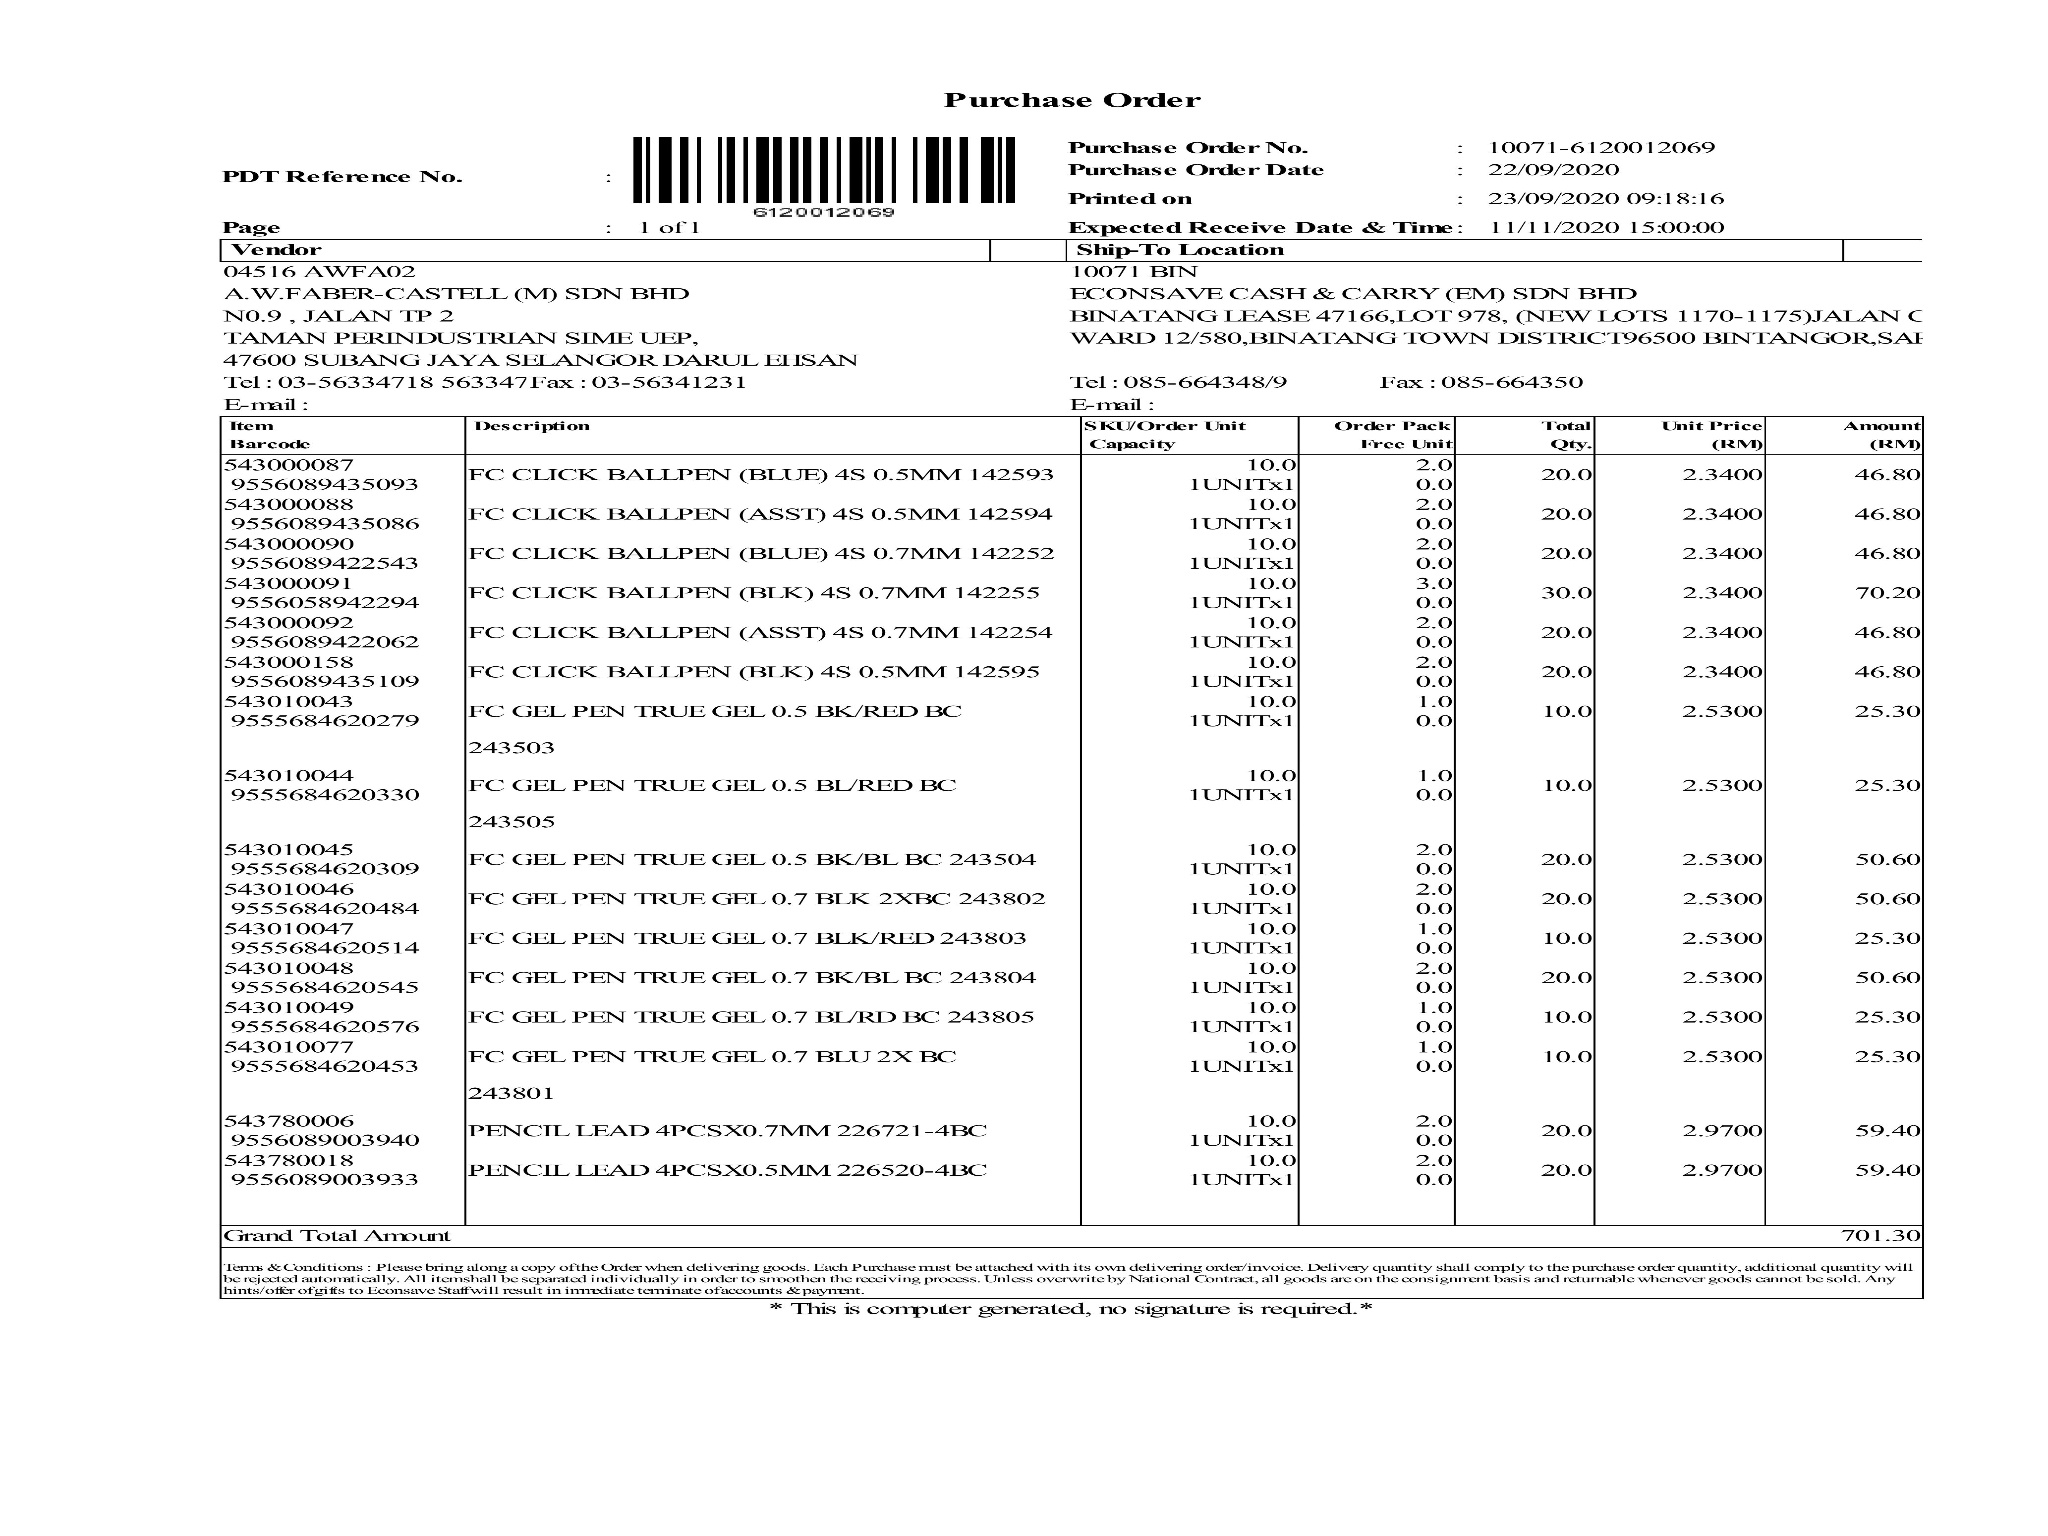 Purchase Order
PDT Reference No. :
6120012069
Purchase Order No. : 10071-6120012069
Purchase Order Date : 22/09/2020
Printed on : 23/09/2020 09:18:16
Page : 1 of 1
Expected Receive Date & Time : 11/11/2020 15:00:00
Vendor
04516 AWFA02
A.W.FABER-CASTELL (M) SDN BHD
N0.9 , JALAN TP 2
TAMAN PERINDUSTRIAN SIME UEP,
47600 SUBANG JAYA SELANGOR DARUL EHSAN
Tel : 03-56334718 563347Fax : 03-56341231
E-mail :
Ship-To Location
10071 BIN
ECONSAVE CASH & CARRY (EM) SDN BHD
BINATANG LEASE 47166,LOT 978, (NEW LOTS 1170-1175)JALAN
WARD 12/580,BINATANG TOWN DISTRICT96500 BINTANGOR,
Tel : 085-664348/9 Fax : 085-664350
E-mail :
Item Description SKU/Order Unit Order Pack Total Unit Price Amount
Barcode Capacity Free Unit Qty. (RM) (RM)
543000087 10.0 2.0
FC CLICK BALLPEN (BLUE) 4S 0.5MM 142593 20.0 2.3400 46.80
9556089435093 1UNITx1 0.0
543000088 10.0 2.0
FC CLICK BALLPEN (ASST) 4S 0.5MM 142594 20.0 2.3400 46.80
9556089435086 1UNITx1 0.0
543000090 10.0 2.0
FC CLICK BALLPEN (BLUE) 4S 0.7MM 142252 20.0 2.3400 46.80
9556089422543 1UNITx1 0.0
543000091 10.0 3.0
FC CLICK BALLPEN (BLK) 4S 0.7MM 142255 30.0 2.3400 70.20
9556058942294 1UNITx1 0.0
543000092 10.0 2.0
FC CLICK BALLPEN (ASST) 4S 0.7MM 142254 20.0 2.3400 46.80
9556089422062 1UNITx1 0.0
543000158 10.0 2.0
FC CLICK BALLPEN (BLK) 4S 0.5MM 142595 20.0 2.3400 46.80
9556089435109 1UNITx1 0.0
543010043 10.0 1.0
FC GEL PEN TRUE GEL 0.5 BK/RED BC 10.0 2.5300 25.30
9555684620279 1UNITx1 0.0
243503
543010044 10.0 1.0
FC GEL PEN TRUE GEL 0.5 BL/RED BC 10.0 2.5300 25.30
9555684620330 1UNITx1 0.0
243505
543010045 10.0 2.0
FC GEL PEN TRUE GEL 0.5 BK/BL BC 243504 20.0 2.5300 50.60
9555684620309 1UNITx1 0.0
543010046 10.0 2.0
FC GEL PEN TRUE GEL 0.7 BLK 2XBC 243802 20.0 2.5300 50.60
9555684620484 1UNITx1 0.0
543010047 10.0 1.0
FC GEL PEN TRUE GEL 0.7 BLK/RED 243803 10.0 2.5300 25.30
9555684620514 1UNITx1 0.0
543010048 10.0 2.0
FC GEL PEN TRUE GEL 0.7 BK/BL BC 243804 20.0 2.5300 50.60
9555684620545 1UNITx1 0.0
543010049 10.0 1.0
FC GEL PEN TRUE GEL 0.7 BL/RD BC 243805 10.0 2.5300 25.30
9555684620576 1UNITx1 0.0
543010077 10.0 1.0
FC GEL PEN TRUE GEL 0.7 BLU 2X BC 10.0 2.5300 25.30
9555684620453 1UNITx1 0.0
243801
543780006 10.0 2.0
PENCIL LEAD 4PCSX0.7MM 226721-4BC 20.0 2.9700 59.40
9556089003940 1UNITx1 0.0
543780018 10.0 2.0
PENCIL LEAD 4PCSX0.5MM 226520-4BC 20.0 2.9700 59.40
9556089003933 1UNITx1 0.0
Grand Total Amount 701.30
Terms & Conditions : Please bring along a copy of the Order when delivering goods. Each Purchase must be attached with its own delivering order/invoice. Delivery quantity shall comply to the purchase order quantity, additional quantity will
be rejected automatically. All item shall be separated individually in order to smoothen the receiving process. Unless overwrite by National Contract, all goods are on the consignment basis and returnable whenever goods cannot be sold. Any
hints/offer of gifts to Econsave Staff will result in immediate terminate of accounts & payment.
* This is computer generated, no signature is required.*